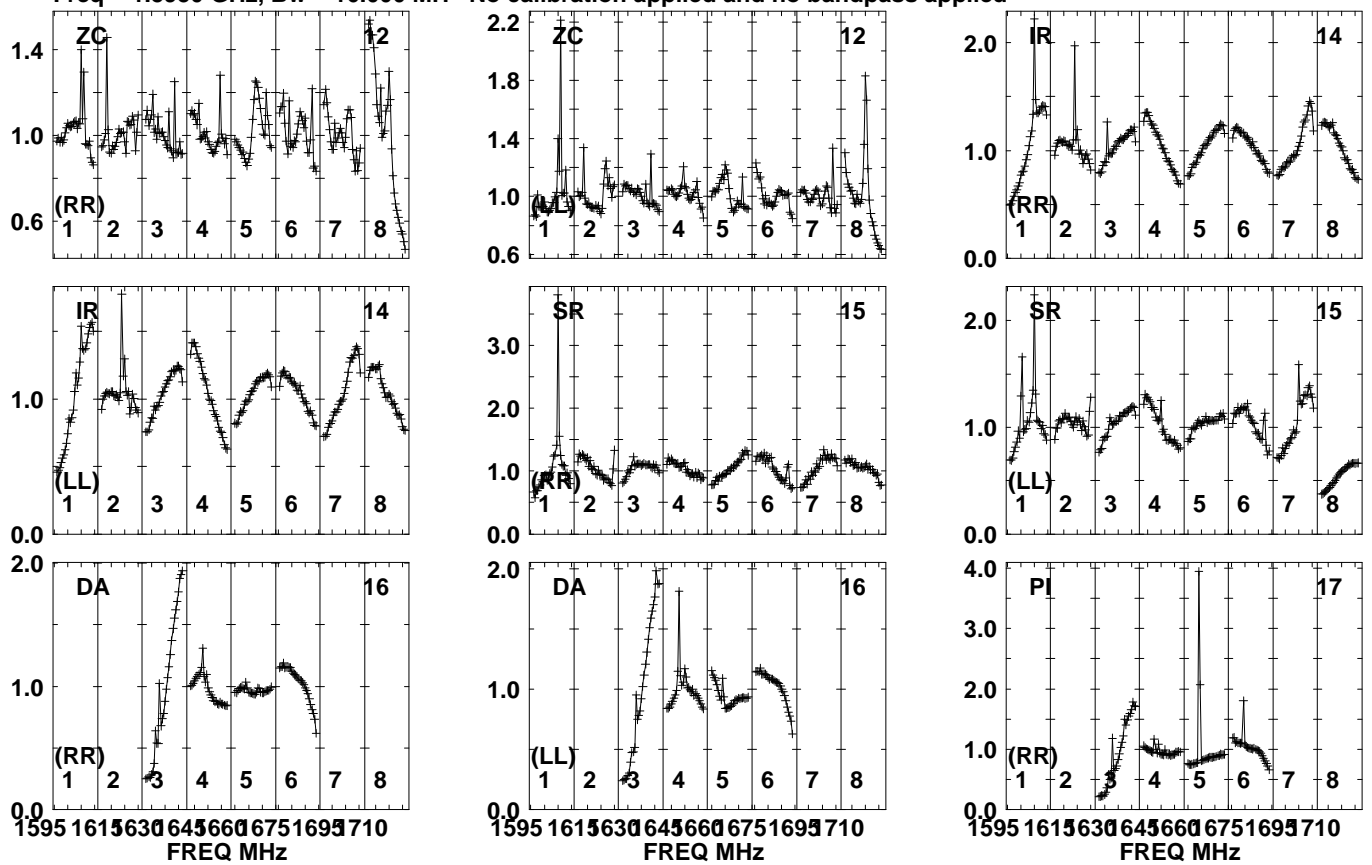 No calibration applied and no bandpass applied
ZC 12 ZC 12 IR 14
1.4 2.2 2.0
1.8
1.0 1.4 1.0
1.0
0.6 (RR) 0.6 (LL) 0.0 (RR)
1 2 3 4 5 6 7 8 1 2 3 4 5 6 7 8 1 2 3 4 5 6 7 8
IR 14 SR 15 SR 15
3.0 2.0
1.0 2.0 1.0
1.0
0.0 (LL) 0.0 (RR) 0.0 (LL)
1 2 3 4 5 6 7 8 1 2 3 4 5 6 7 8 1 2 3 4 5 6 7 8
2.0 DA 16 2.0 DA 16 4.0 PI 17
3.0
1.0 1.0 2.0
1.0
0.0 (RR) 0.0 (LL) 0.0 (RR)
1 2 3 4 5 6 7 8 1 2 3 4 5 6 7 8 1 2 3 4 5 6 7 8
1595 1615 1630 1645 1660 1675 1695 1710 1595 1615 1630 1645 1660 1675 1695 1710 1595 1615 1630 1645 1660 1675 1695 1710
FREQ MHz FREQ MHz FREQ MHz